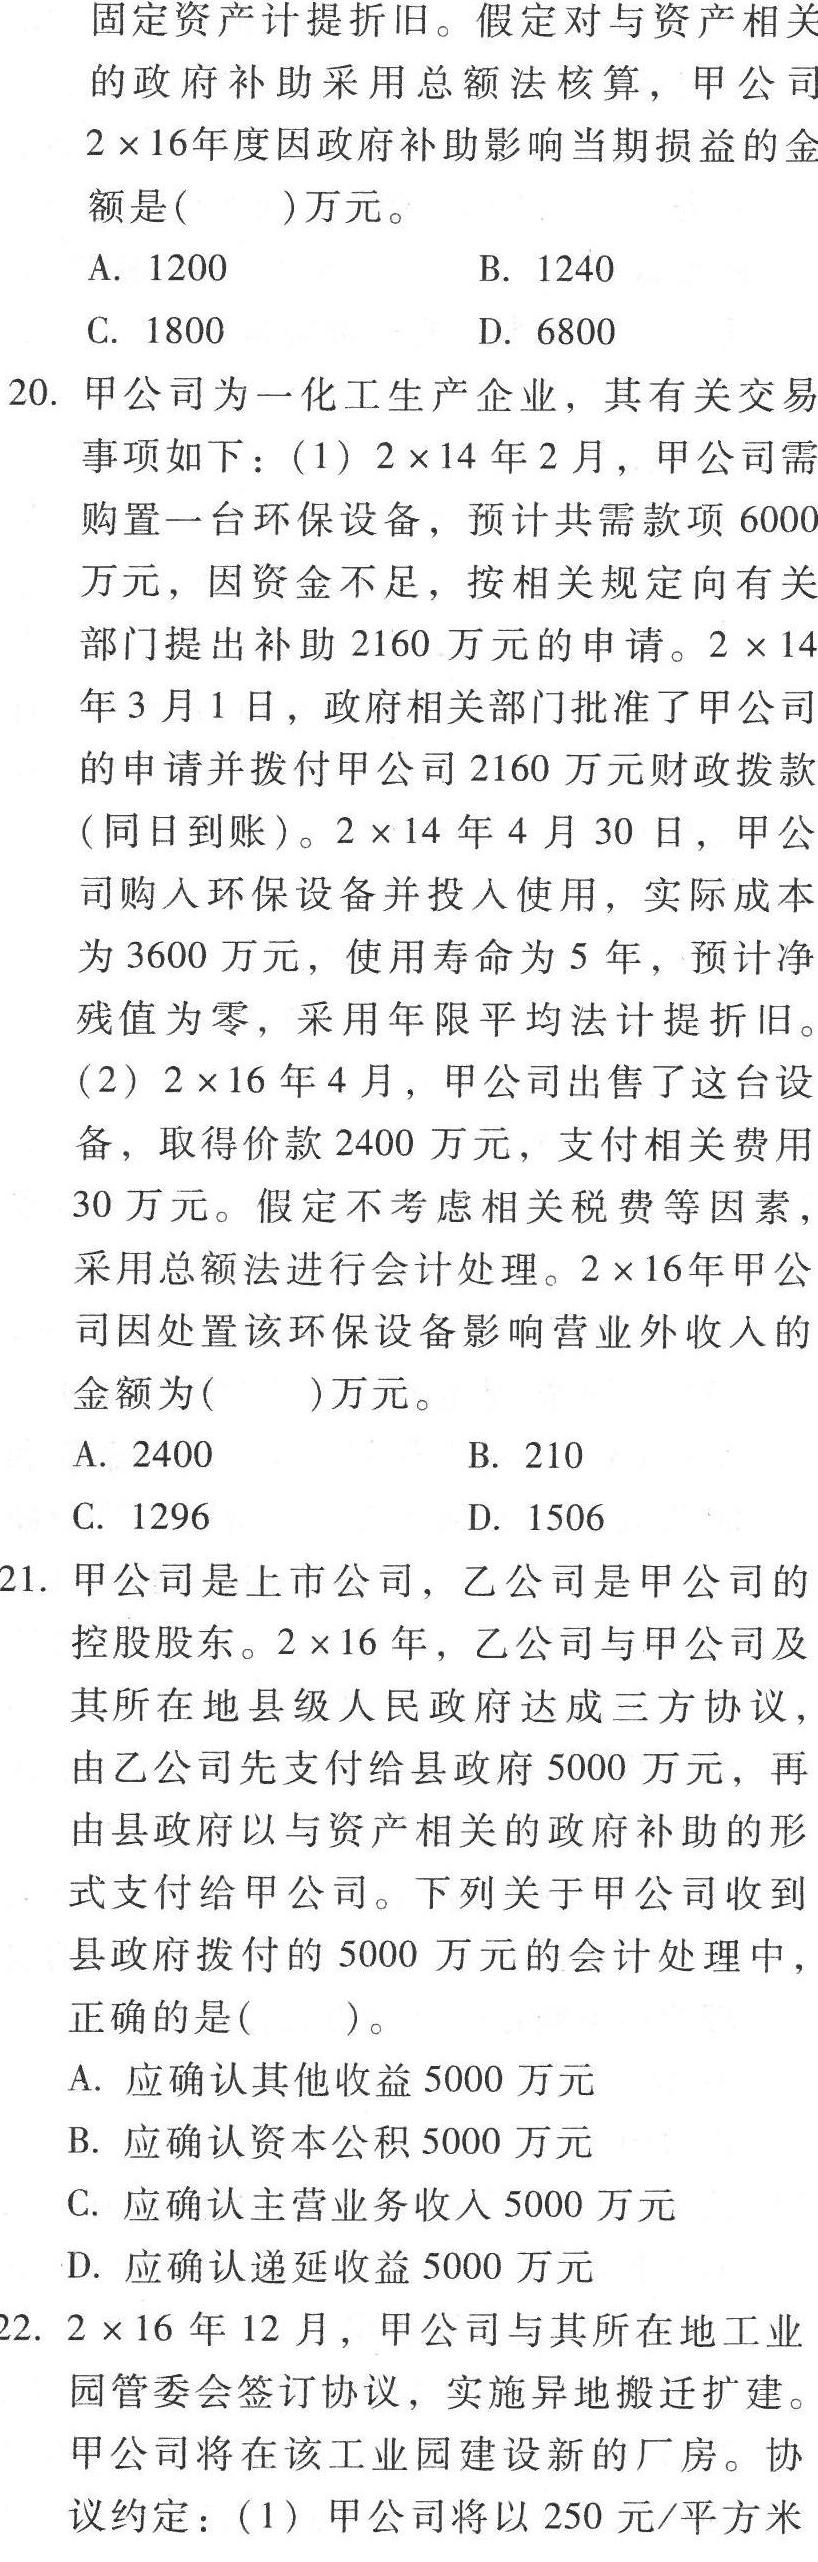 固定资产计提折旧。假定对与资产相关
的政府补助采用总额法核算，甲公司
2×16年度因政府补助影响当期损益的金
额是(　　)万元。
A. 1200　　B. 1240
C. 1800　　D. 6800
20. 甲公司为一化工生产企业，其有关交易
事项如下：(1) 2×14 年 2 月，甲公司需
购置一台环保设备，预计共需款项 6000
万元，因资金不足，按相关规定向有关
部门提出补助 2160 万元的申请。2×14
年 3 月 1 日，政府相关部门批准了甲公司
的申请并拨付甲公司 2160 万元财政拨款
(同日到账)。2×14 年 4 月 30 日，甲公
司购入环保设备并投入使用，实际成本
为 3600 万元，使用寿命为 5 年，预计净
残值为零，采用年限平均法计提折旧。
(2) 2×16 年 4 月，甲公司出售了这台设
备，取得价款 2400 万元，支付相关费用
30 万元。假定不考虑相关税费等因素，
采用总额法进行会计处理。2×16年甲公
司因处置该环保设备影响营业外收入的
金额为(　　)万元。
A. 2400　　B. 210
C. 1296　　D. 1506
21. 甲公司是上市公司，乙公司是甲公司的
控股股东。2×16 年，乙公司与甲公司及
其所在地县级人民政府达成三方协议，
由乙公司先支付给县政府 5000 万元，再
由县政府以与资产相关的政府补助的形
式支付给甲公司。下列关于甲公司收到
县政府拨付的 5000 万元的会计处理中，
正确的是(　　)。
A. 应确认其他收益 5000 万元
B. 应确认资本公积 5000 万元
C. 应确认主营业务收入 5000 万元
D. 应确认递延收益 5000 万元
22. 2×16 年 12 月，甲公司与其所在地工业
园管委会签订协议，实施异地搬迁扩建。
甲公司将在该工业园建设新的厂房。协
议约定：(1) 甲公司将以 250 元/平方米